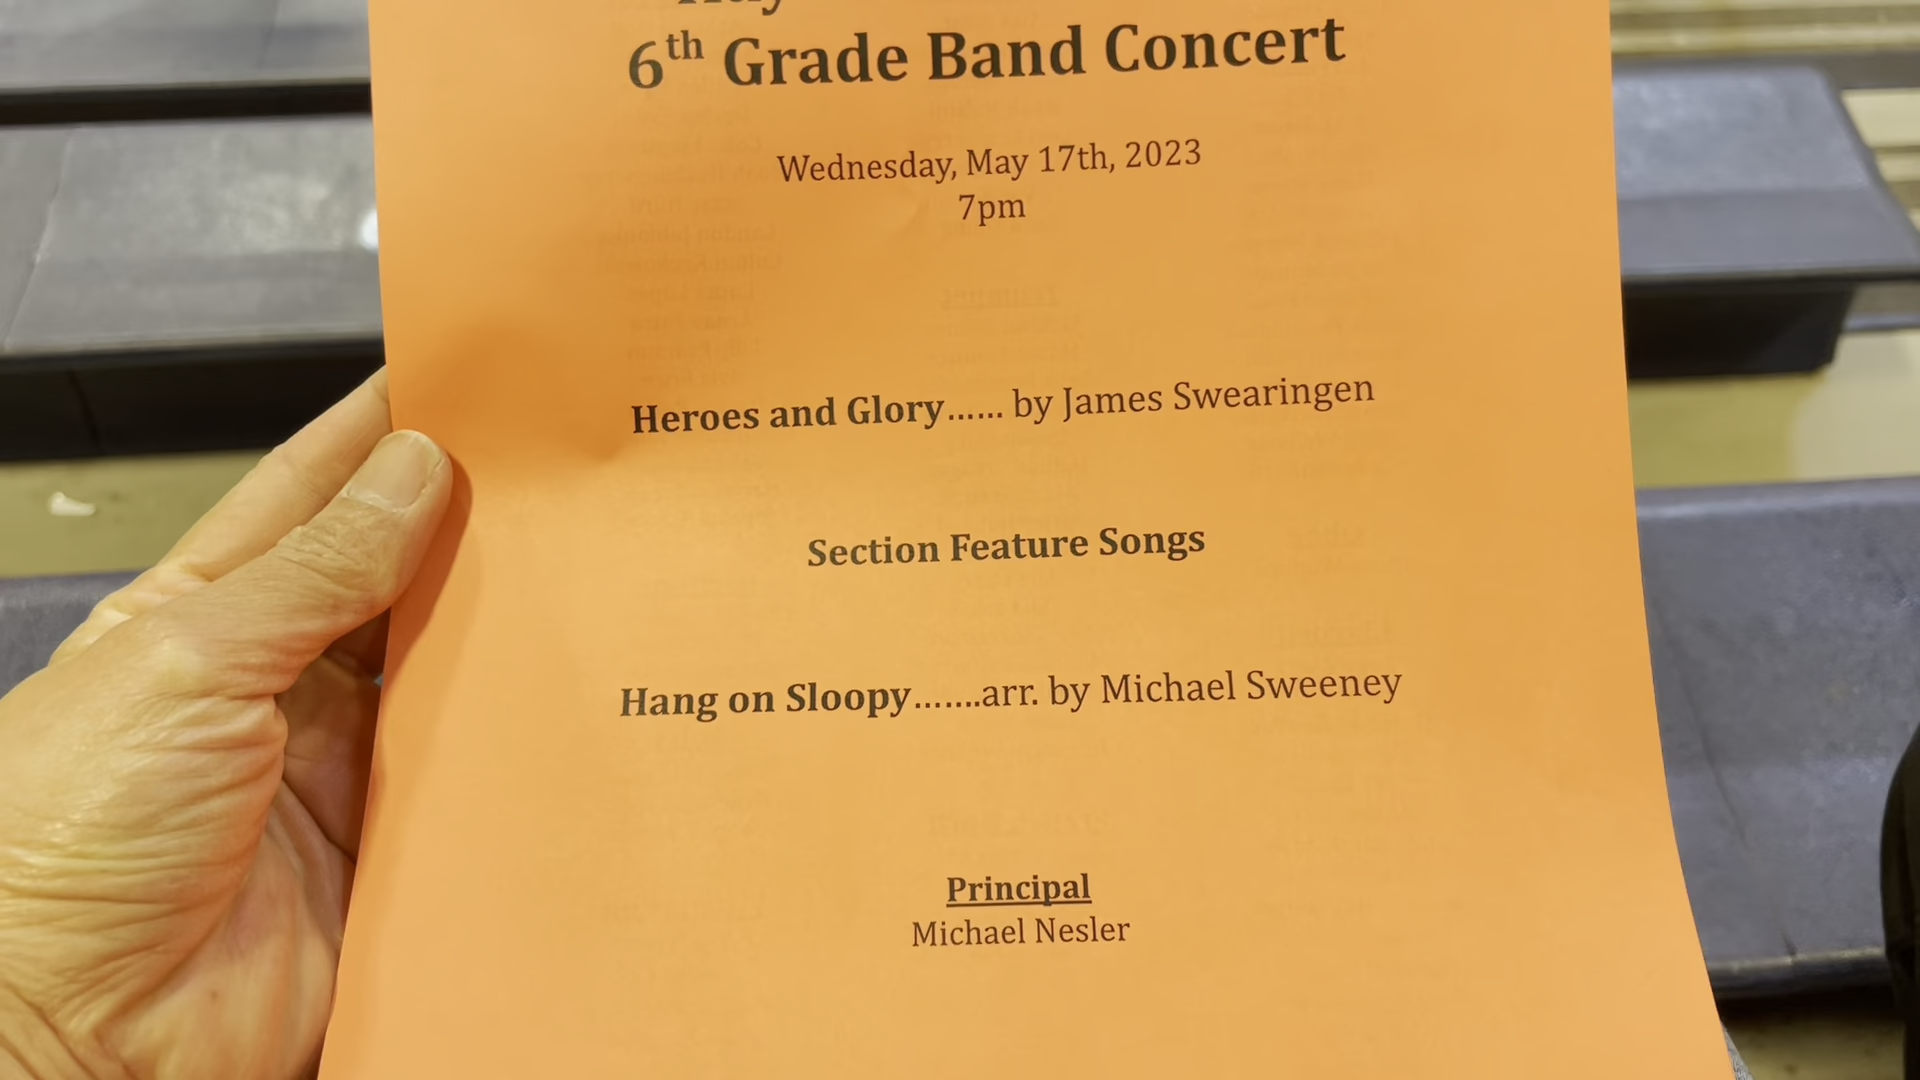 6th Grade Band Concert
Wednesday, May 17th, 2023
7pm
Heroes and Glory...... by James Swearingen
Section Feature Songs
Hang on Sloopy.......arr. by Michael Sweeney
Principal
Michael Nesler